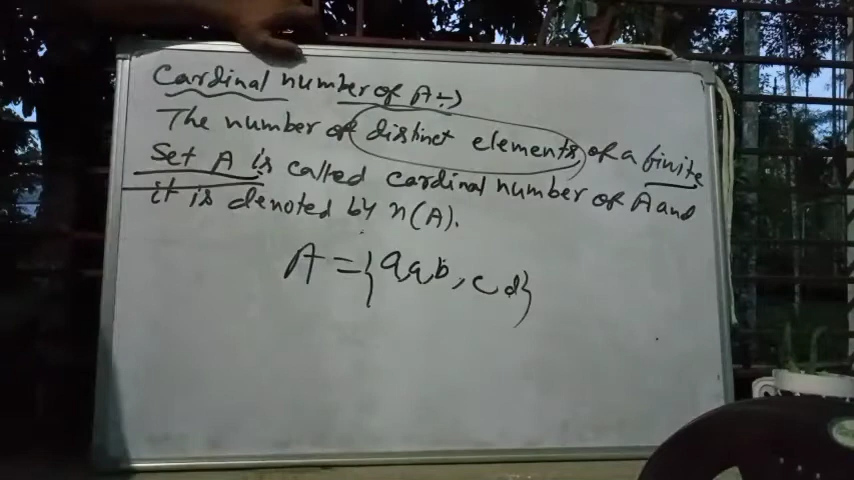 Cardinal number of A:-)
The number of distinct elements of a finite
Set A is called cardinal number of A and
it is denoted by n(A).
A={a a b, c d}